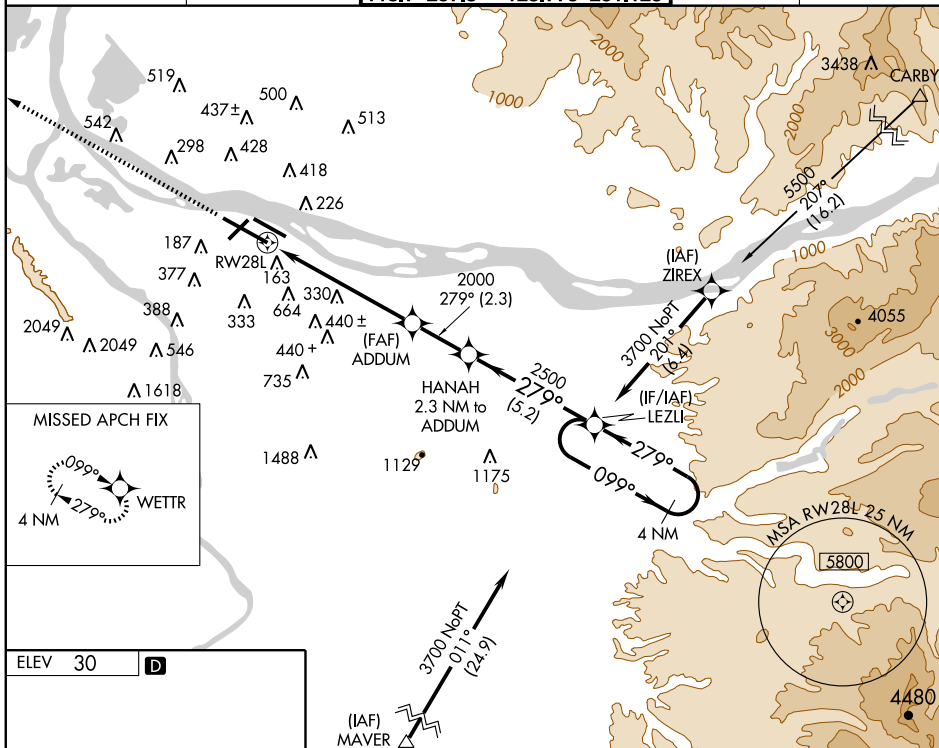 2000
3438
CARBY
1000
2000
519
437±
500
513
542
298
428
418
226
5500
207°
(16.2)
1000
(IAF)
ZIREX
187
RW28L
163
377
2000
279° (2.3)
4055
3000
2000
388
333
664
330
440 ±
440 +
(FAF)
ADDUM
3700 NoPT
201°
(6.4)
2049
2049
546
735
HANAH
2.3 NM to
ADDUM
2500
279°
(5.2)
(IF/IAF)
LEZLI
1618
MISSED APCH FIX
099°
279°
4 NM
WETTR
1488
1129
1175
279°
099°
4 NM
MSA RW28L 25 NM
5800
3700 NoPT
011°
(24.9)
(IAF)
MAVER
ELEV 30 D
4480